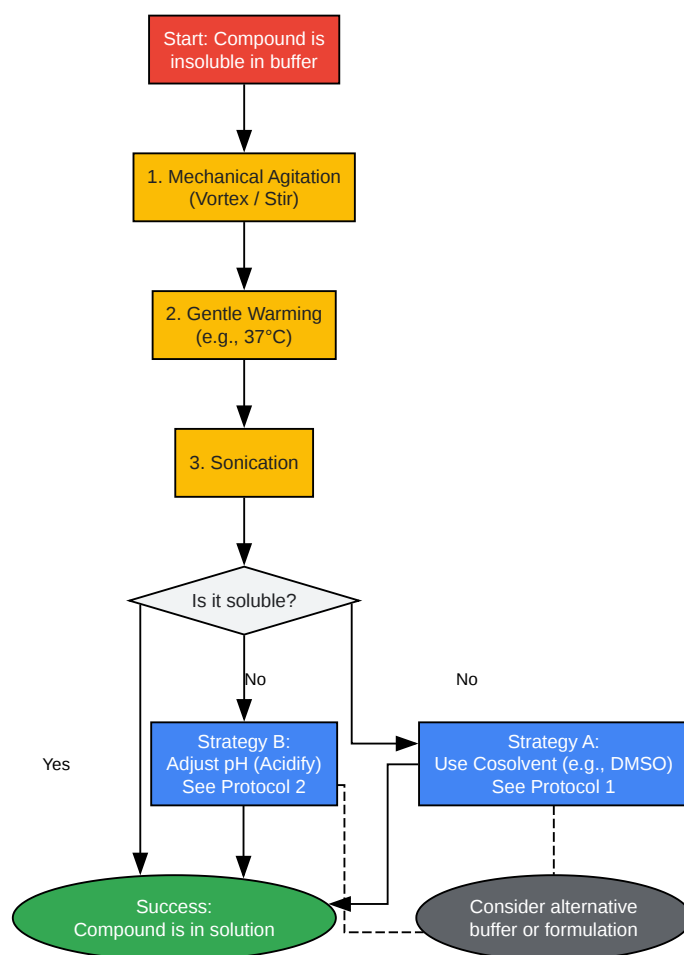 Start: Compound is
insoluble in buffer
1. Mechanical Agitation
(Vortex / Stir)
2. Gentle Warming
(e.g., 37°C)
3. Sonication
Is it soluble?
No
No
Yes
Strategy B:
Adjust pH (Acidify)
See Protocol 2
Strategy A:
Use Cosolvent (e.g., DMSO)
See Protocol 1
Success:
Compound is in solution
Consider alternative
buffer or formulation